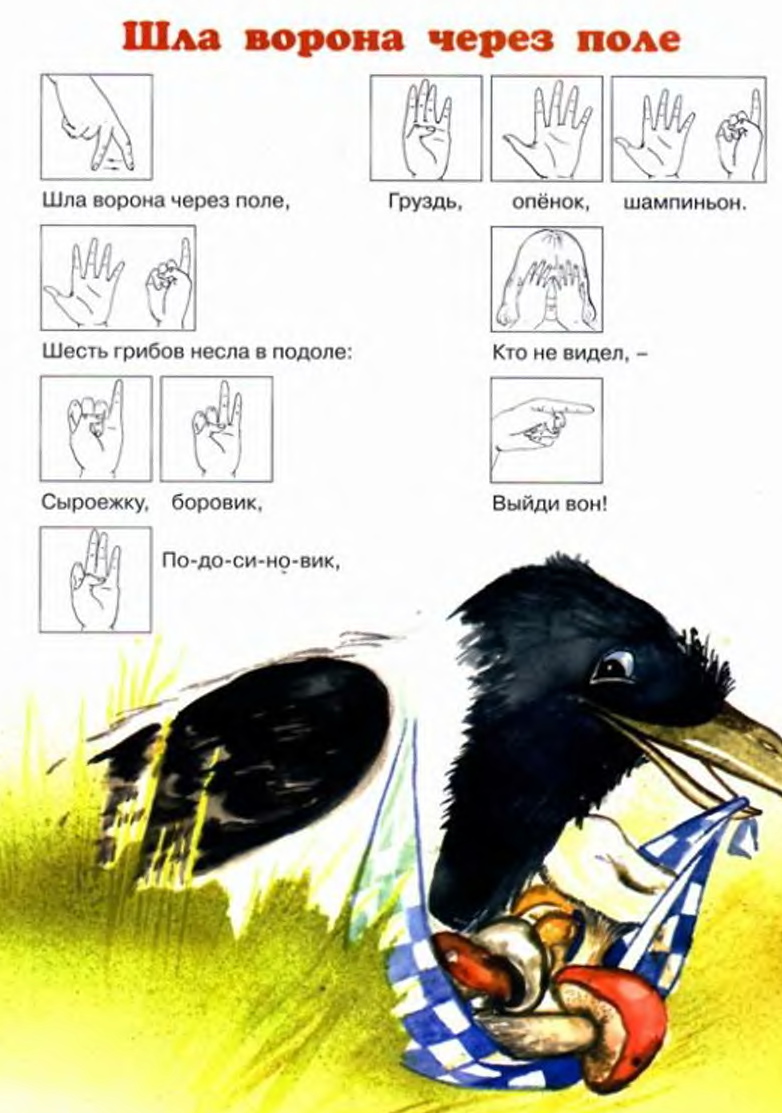 Шла ворона через поле
Шла ворона через поле,
Шесть грибов несла в подоле:
Сыроежку, боровик,
По-до-си-но-вик,
Груздь, опёнок, шампиньон.
Кто не видел, –
Выйди вон!